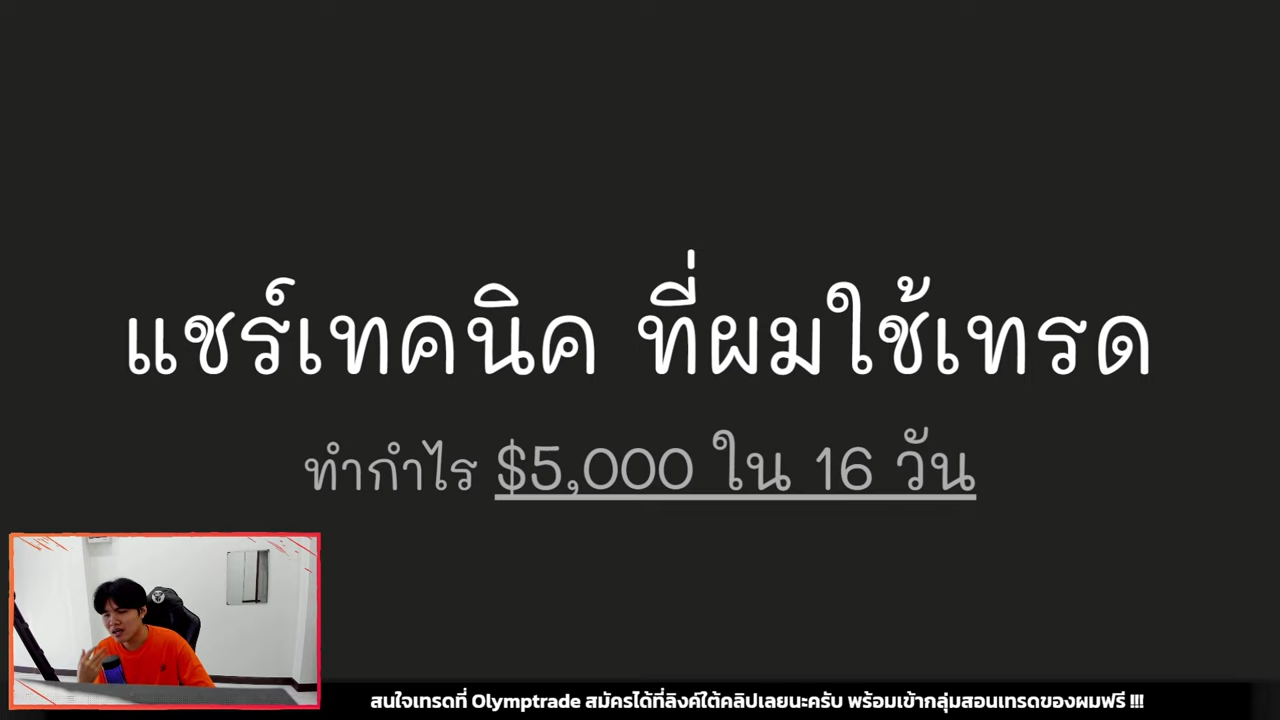 แชร์เทคนิค ที่ผมใช้เทรด
ทำกำไร $5,000 ใน 16 วัน
สนใจเทรดที่ Olymptrade สมัครได้ที่ลิงค์ใต้คลิปเลยนะครับ พร้อมเข้ากลุ่มสอนเทรดของผมฟรี !!!